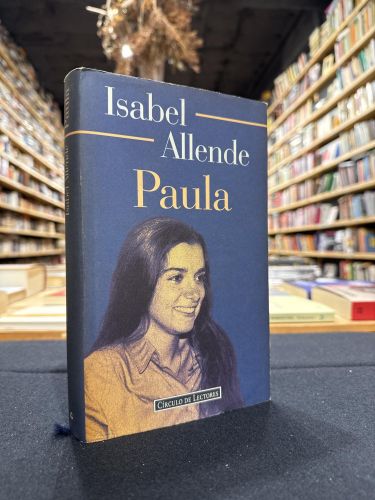 Isabel
Allende
Paula
CÍRCULO DE LECTORES